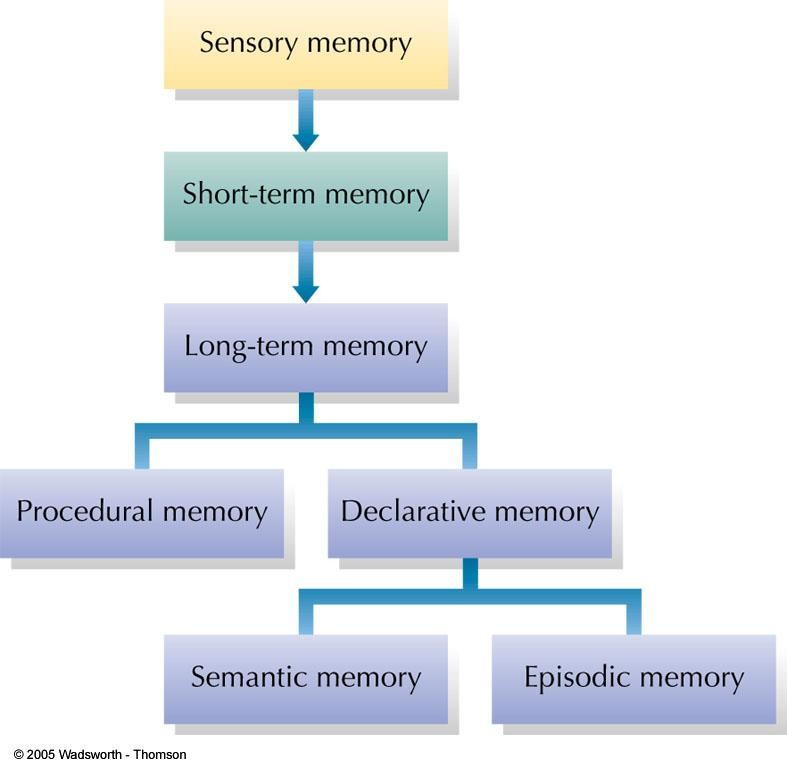 Sensory memory
Short-term memory
Long-term memory
Procedural memory
Declarative memory
Semantic memory
Episodic memory
© 2005 Wadsworth - Thomson